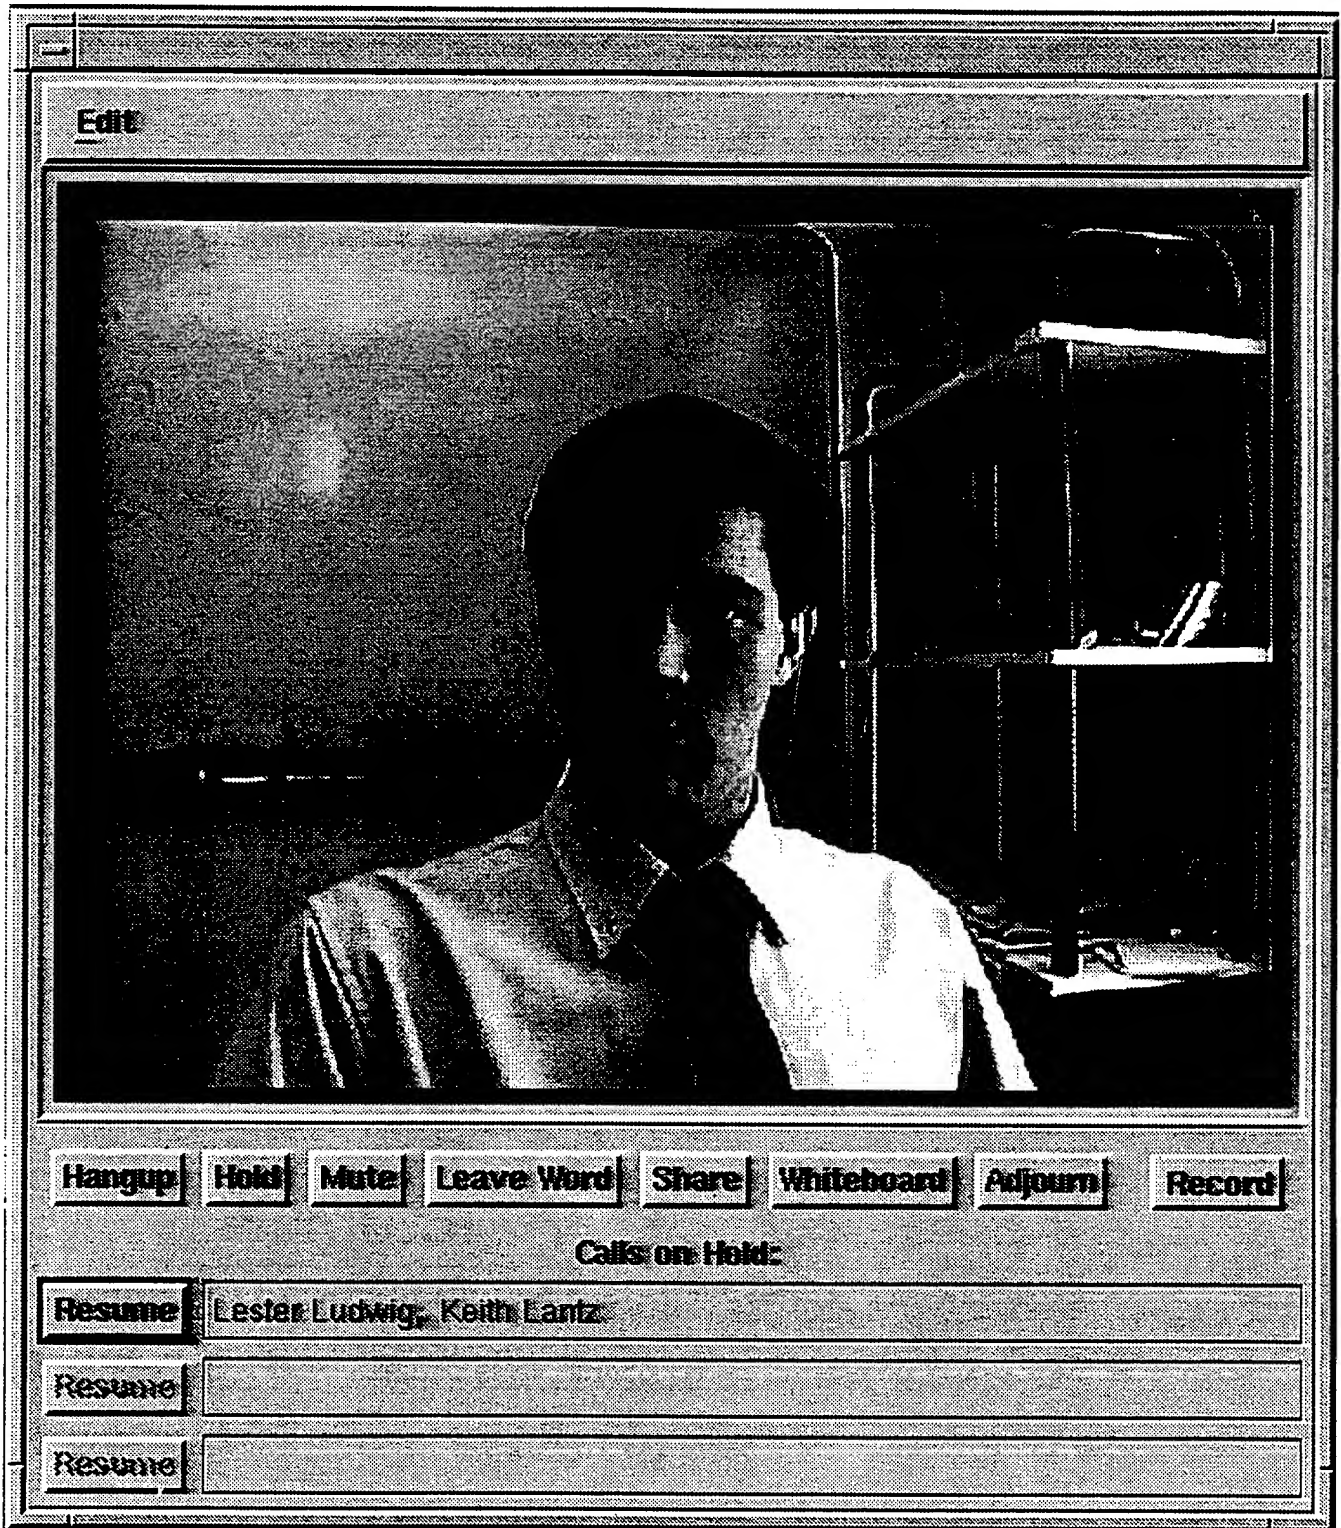 Edit
Hangup Hold Mute Leave Word Share Whiteboard Adjourn Record
Calls on Hold:
Resume Lester Ludwig, Keith Lantz
Resume
Resume